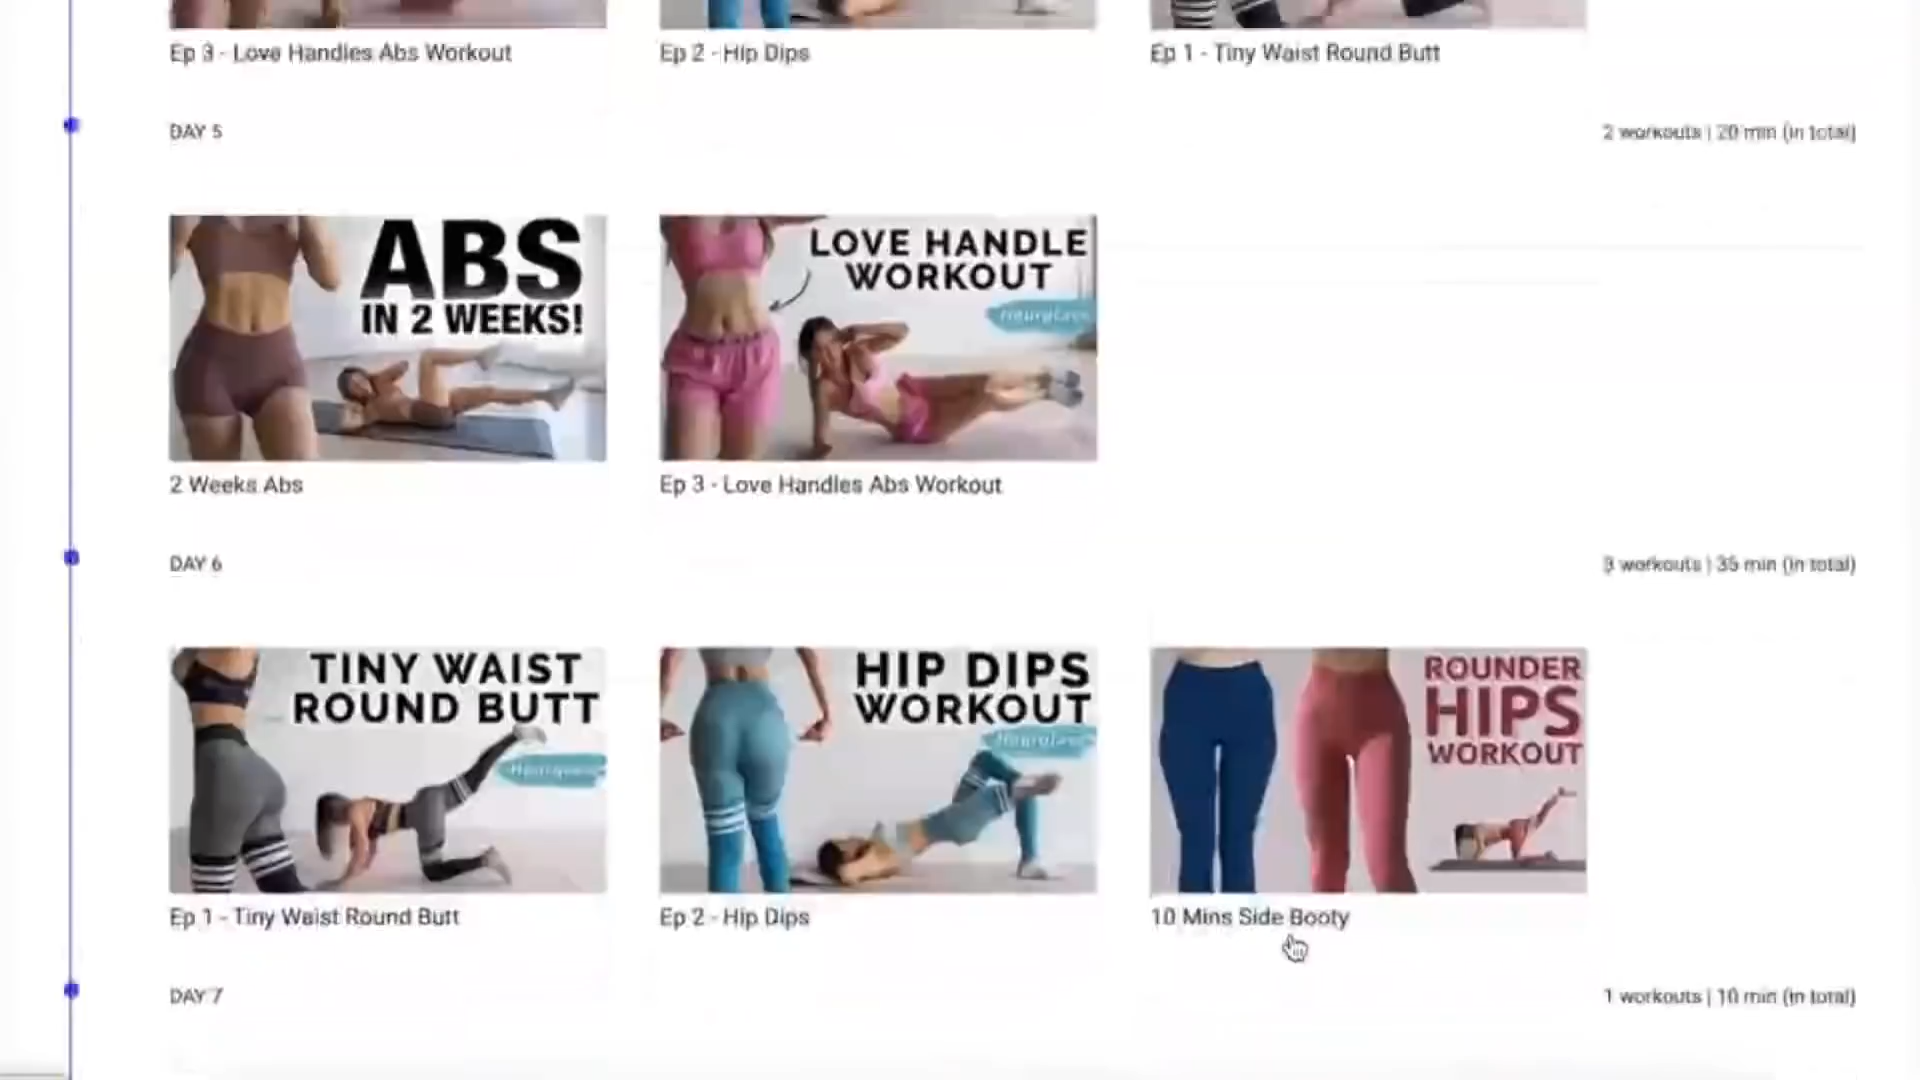 Ep 3 - Love Handles Abs Workout
Ep 2 - Hip Dips
Ep 1 - Tiny Waist Round Butt
DAY 5
2 workouts | 20 min (in total)
ABS
IN 2 WEEKS!
LOVE HANDLE
WORKOUT
Hourglass
2 Weeks Abs
Ep 3 - Love Handles Abs Workout
DAY 6
3 workouts | 35 min (in total)
TINY WAIST
ROUND BUTT
Hourglass
HIP DIPS
WORKOUT
Hourglass
ROUNDER
HIPS
WORKOUT
Ep 1 - Tiny Waist Round Butt
Ep 2 - Hip Dips
10 Mins Side Booty
DAY 7
1 workouts | 10 min (in total)